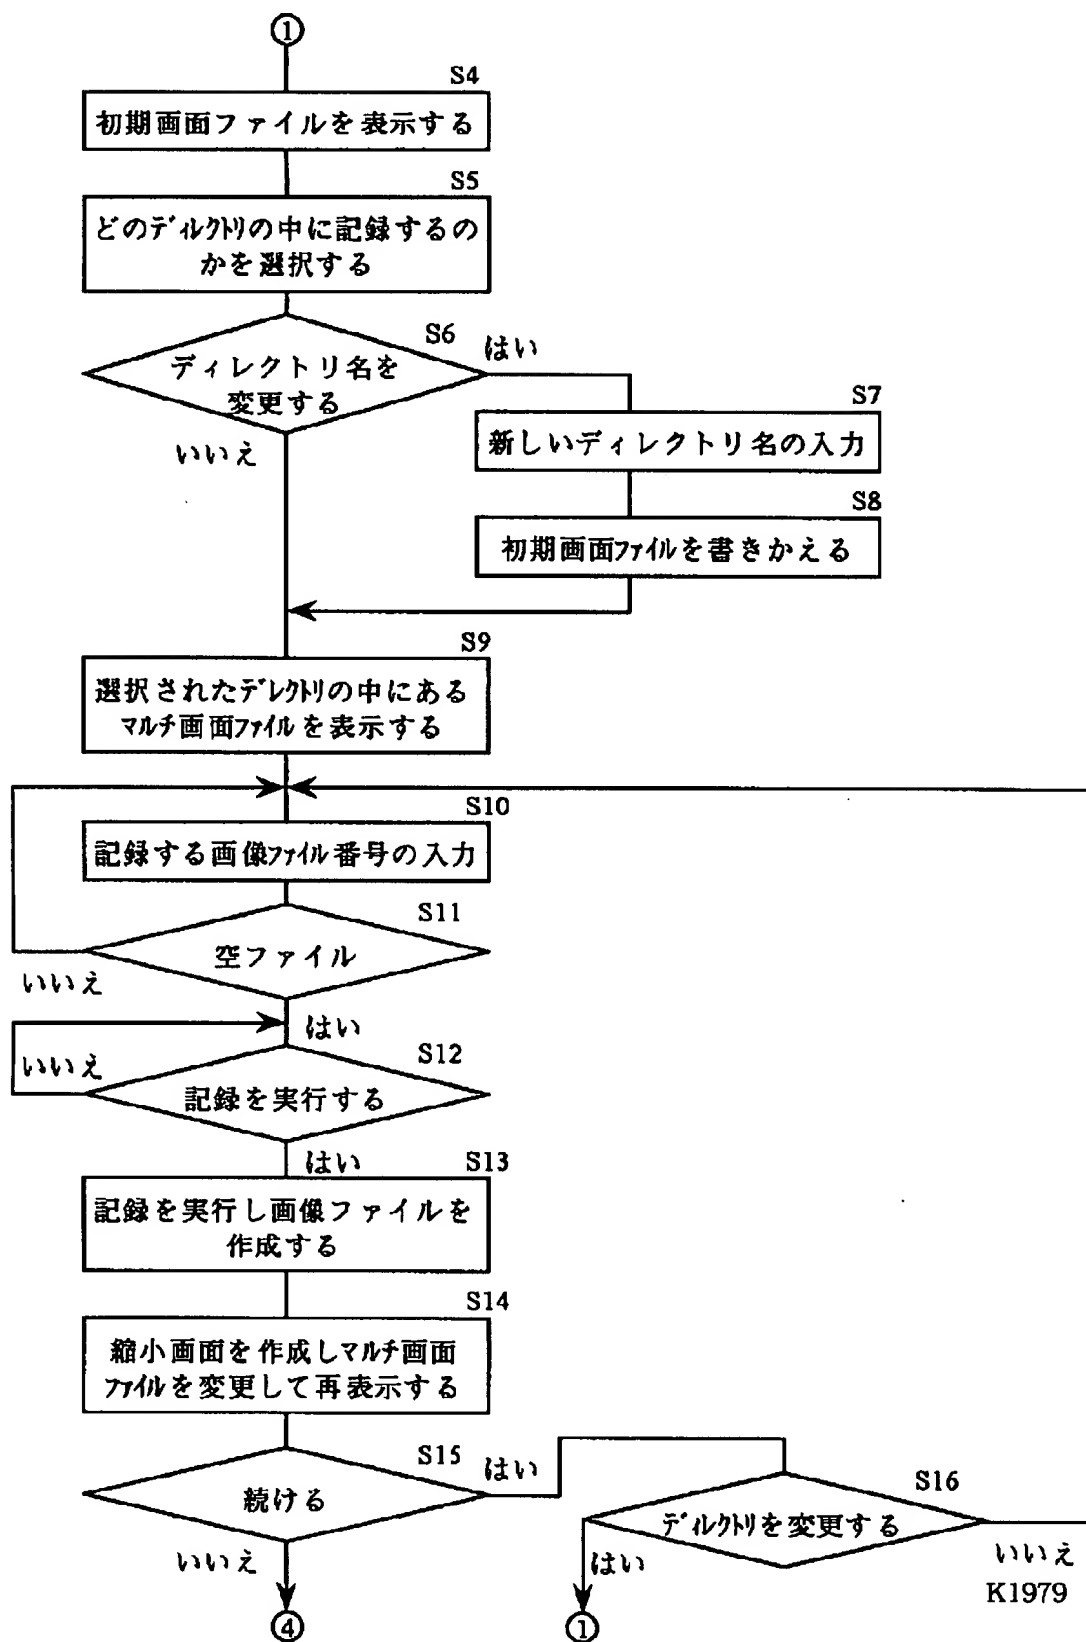 ①
S4
初期画面ファイルを表示する
S5
どのディルクトリの中に記録するの
かを選択する
S6
ディレクトリ名を
変更する
はい
いいえ
S7
新しいディレクトリ名の入力
S8
初期画面ファイルを書きかえる
S9
選択されたデレクトリの中にある
マルチ画面ファイルを表示する
S10
記録する画像ファイル番号の入力
S11
空ファイル
いいえ
はい
S12
いいえ
記録を実行する
はい
S13
記録を実行し画像ファイルを
作成する
S14
縮小画面を作成しマルチ画面
ファイルを変更して再表示する
S15
続ける
はい
いいえ
S16
ディルクトリを変更する
はい
いいえ
④
①
K1979